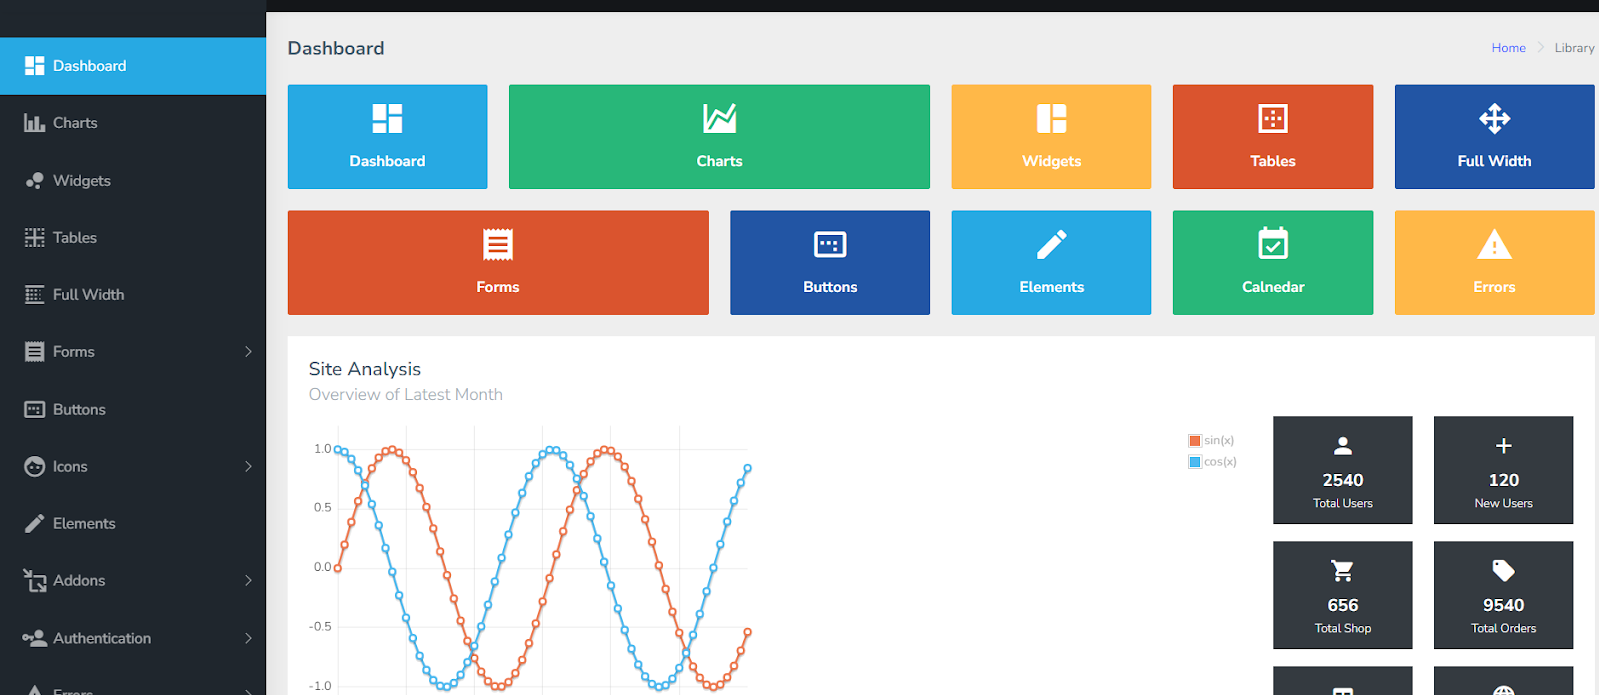 Dashboard
Charts
Widgets
Tables
Full Width
Forms
Buttons
Icons
Elements
Addons
Authentication
Errors
Dashboard
Home
Library
Dashboard
Charts
Widgets
Tables
Full Width
Forms
Buttons
Elements
Calnedar
Errors
Site Analysis
Overview of Latest Month
1.0
0.5
0.0
-0.5
-1.0
sin(x)
cos(x)
2540
Total Users
120
New Users
656
Total Shop
9540
Total Orders